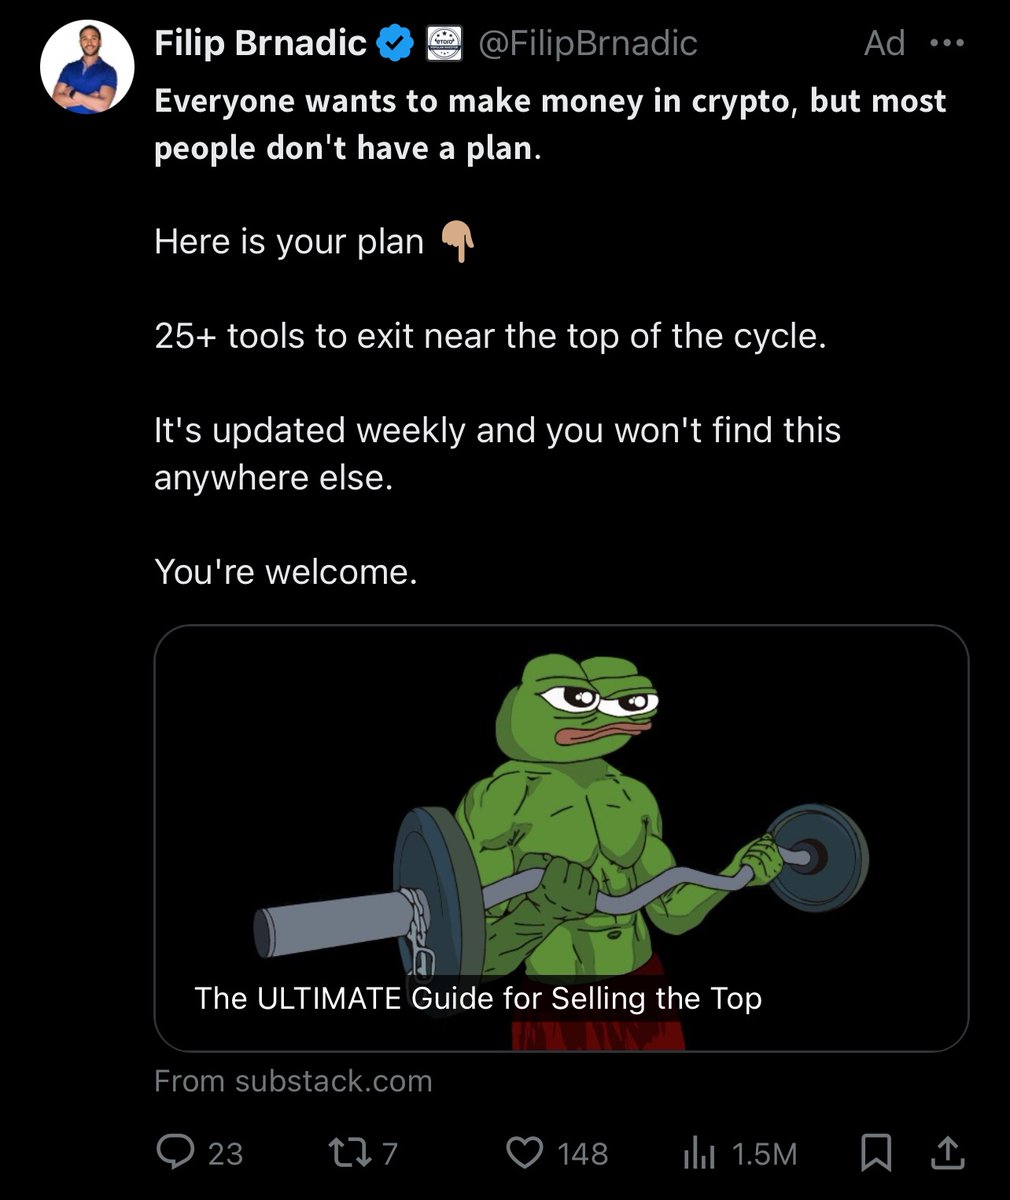 Filip Brnadic @FilipBrnadic Ad
Everyone wants to make money in crypto, but most
people don't have a plan.
Here is your plan 👇🏽
25+ tools to exit near the top of the cycle.
It's updated weekly and you won't find this
anywhere else.
You're welcome.
The ULTIMATE Guide for Selling the Top
From substack.com
23 7 148 1.5M